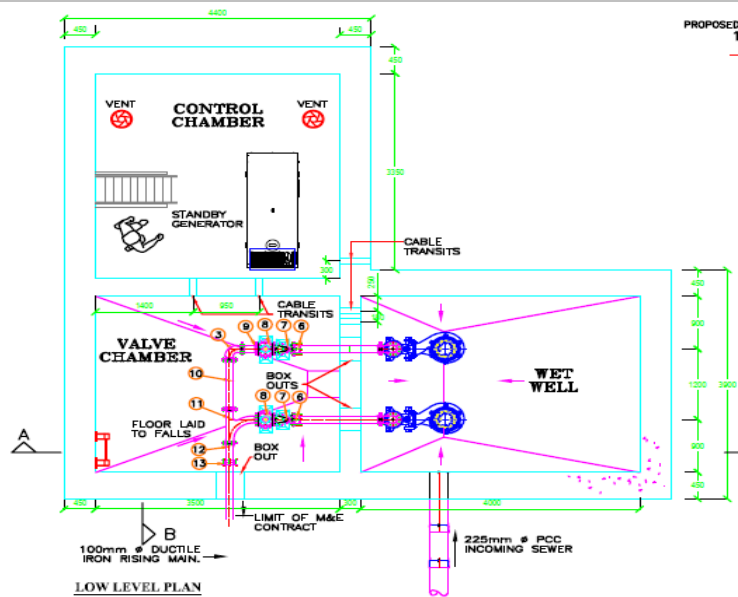 4400
450
450
PROPOSED
1
450
VENT
CONTROL
CHAMBER
VENT
STANDBY
GENERATOR
CABLE
TRANSITS
300
250
450
1400
950
CABLE
TRANSITS
900
3
9
8
7
6
VALVE
CHAMBER
10
BOX
OUTS
WET
WELL
1200
3900
11
8
7
6
FLOOR LAID
TO FALLS
A
12
BOX
OUT
13
900
450
450
3500
300
4000
B
LIMIT OF M&E
CONTRACT
100mm ø DUCTILE
IRON RISING MAIN.
225mm ø PCC
INCOMING SEWER
LOW LEVEL PLAN